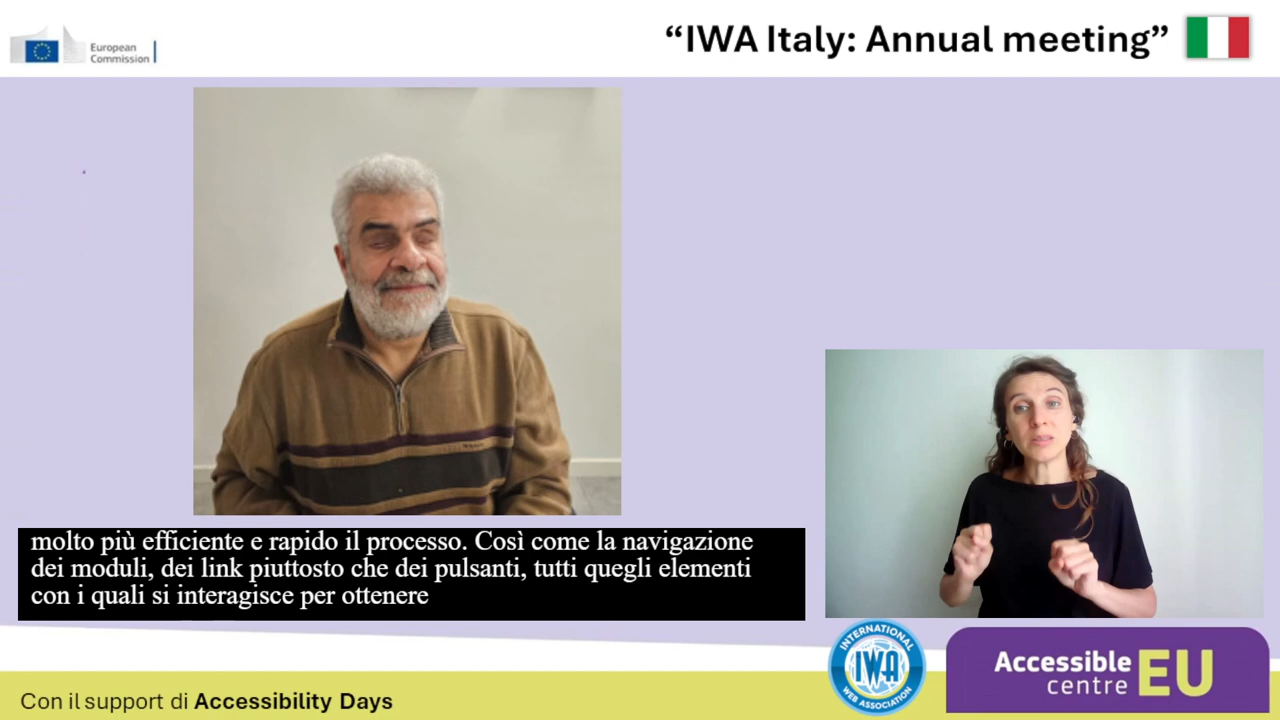 European
Commission
“IWA Italy: Annual meeting”
molto più efficiente e rapido il processo. Così come la navigazione
dei moduli, dei link piuttosto che dei pulsanti, tutti quegli elementi
con i quali si interagisce per ottenere
INTERNATIONAL
IWA
WEB ASSOCIATION
Accessible
centre
EU
Con il support di Accessibility Days